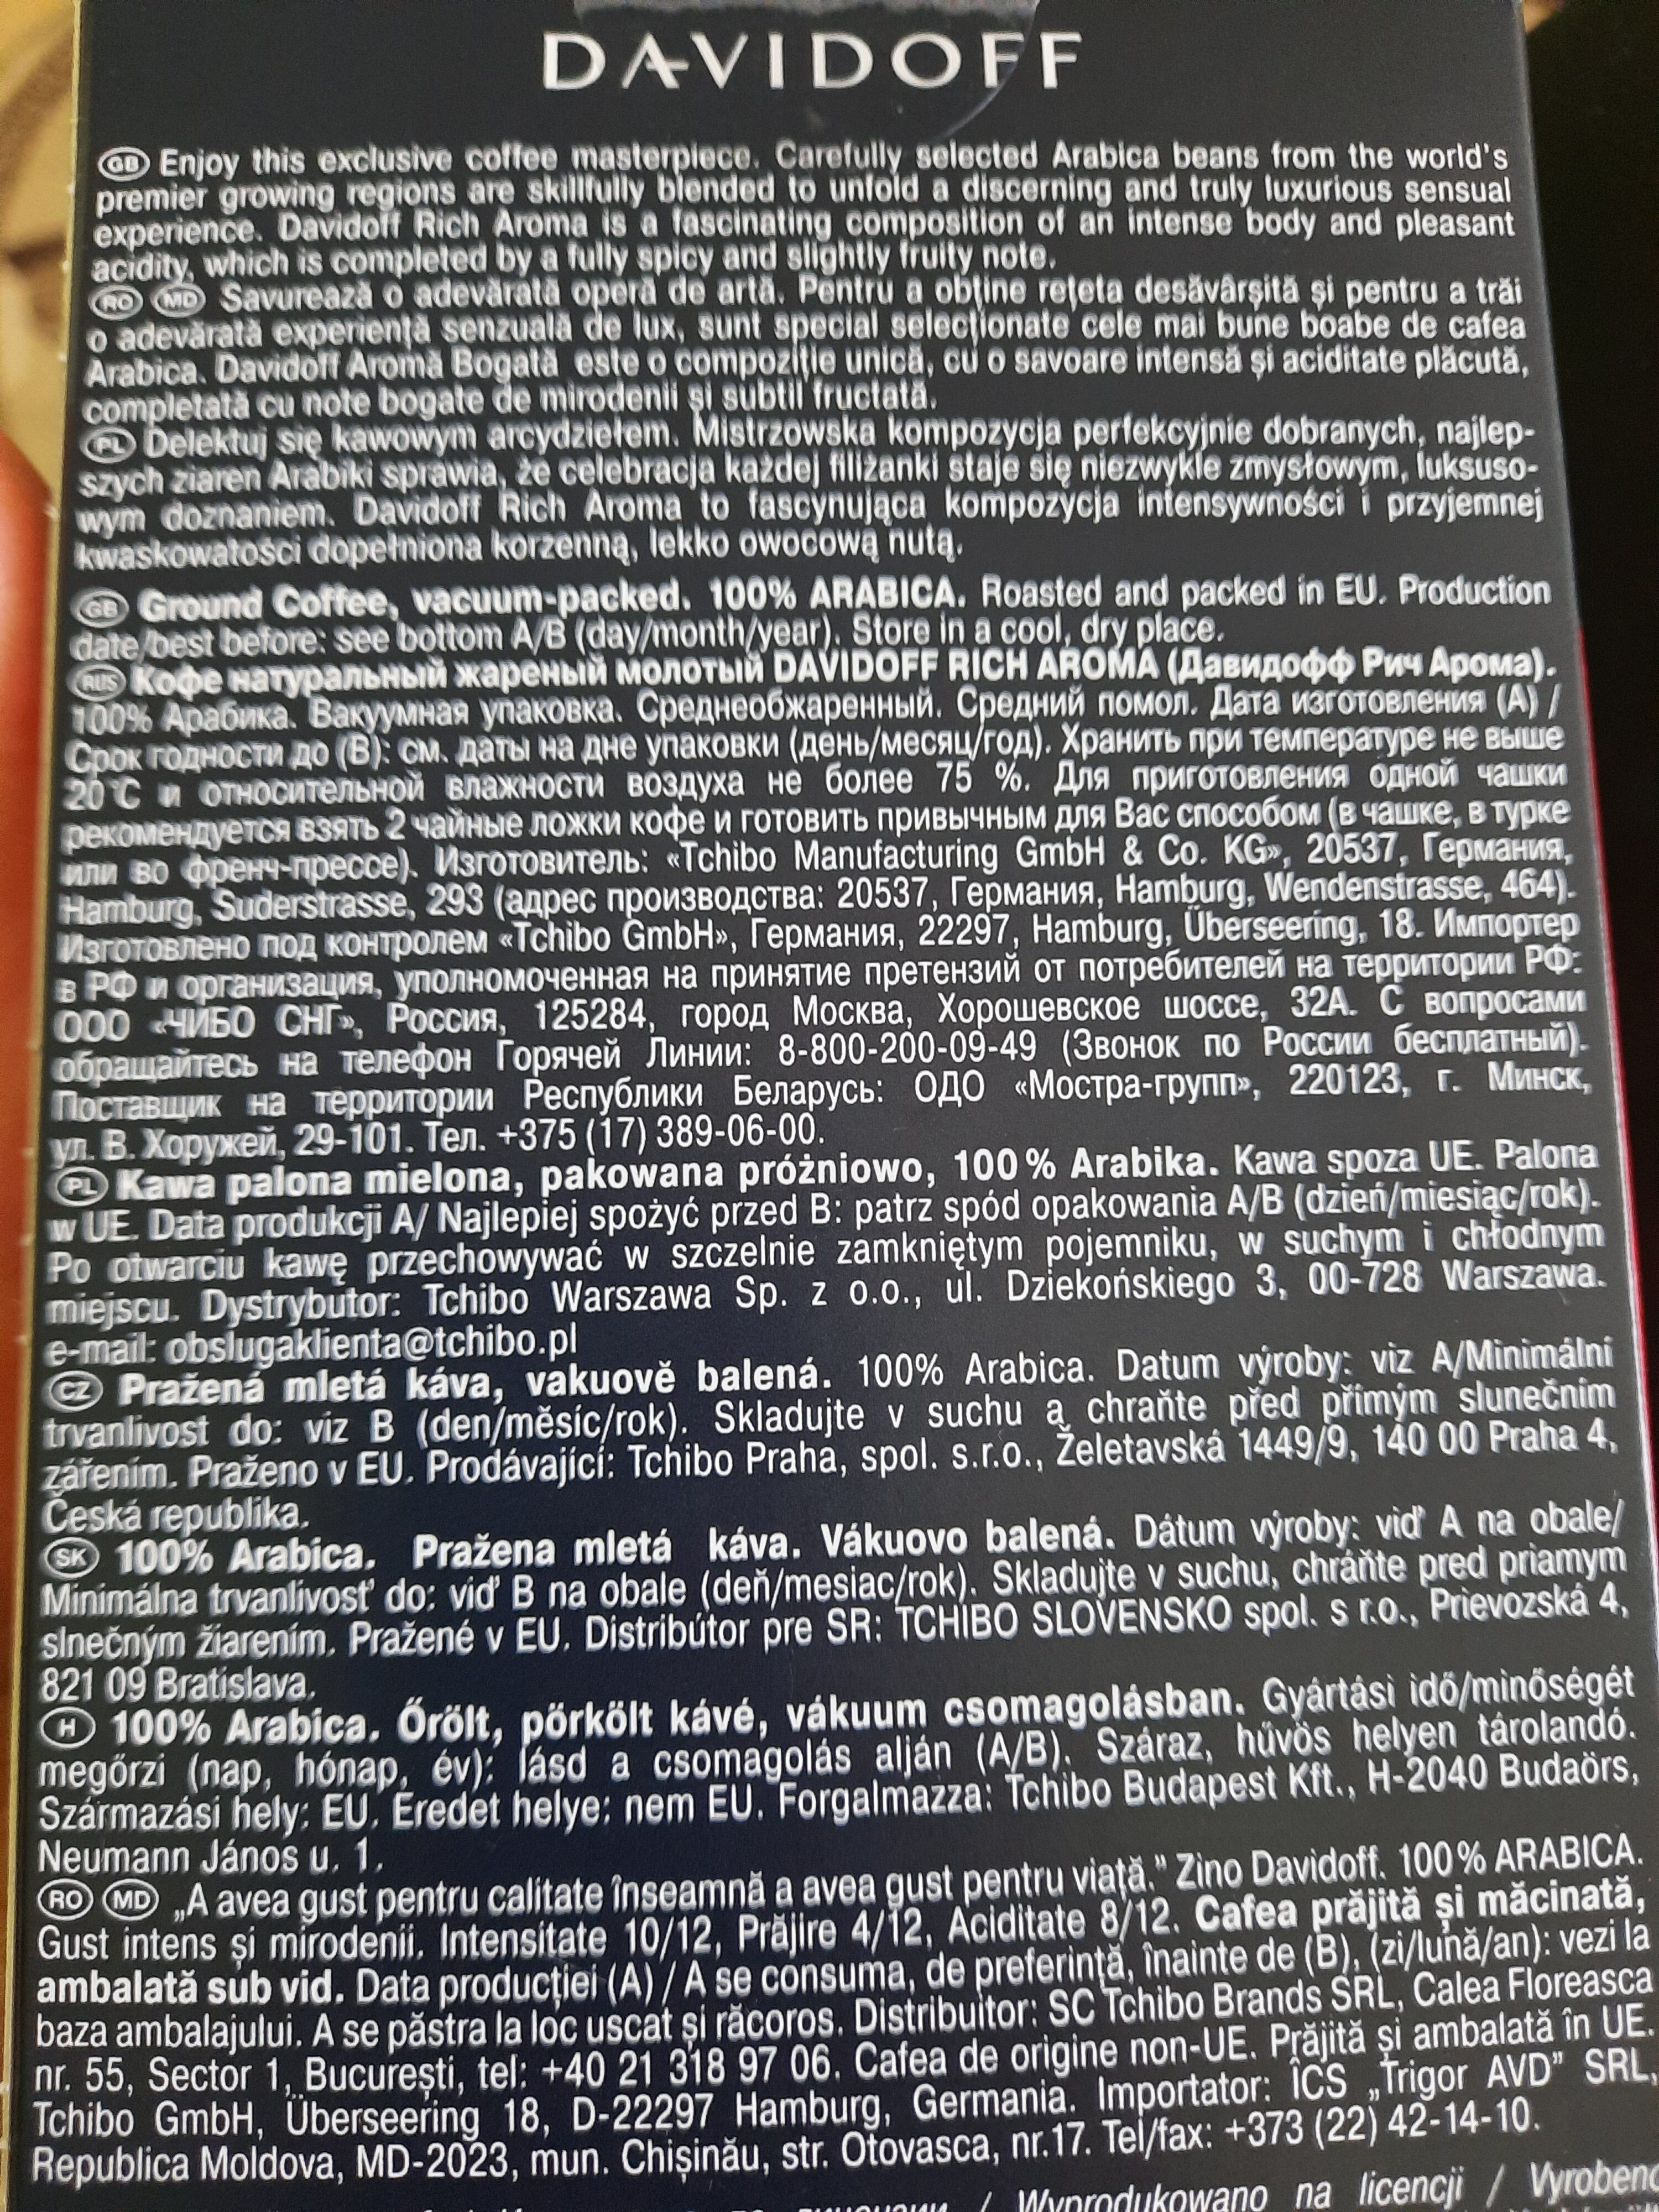 DAVIDOFF
GB Enjoy this exclusive coffee masterpiece. Carefully selected Arabica beans from the world's
premier growing regions are skillfully blended to unfold a discerning and truly luxurious sensual
experience. Davidoff Rich Aroma is a fascinating composition of an intense body and pleasant
acidity, which is completed by a fully spicy and slightly fruity note.
RO MD Savurează o adevărată operă de artă. Pentru a obține rețeta desăvârșită și pentru a trăi
o adevărată experiență senzuală de lux, sunt special selecționate cele mai bune boabe de cafea
Arabica. Davidoff Aromă Bogată este o compoziție unică, cu o savoare intensă și aciditate plăcută,
completată cu note bogate de mirodenii și subtil fructată.
PL Delektuj się kawowym arcydziełem. Mistrzowska kompozycja perfekcyjnie dobranych, najlep-
szych ziaren Arabiki sprawia, że celebracja każdej filiżanki staje się niezwykle zmysłowym, luksuso-
wym doznaniem. Davidoff Rich Aroma to fascynująca kompozycja intensywności i przyjemnej
kwaskowatości dopełniona korzenną, lekko owocową nutą.
GB Ground Coffee, vacuum-packed. 100% ARABICA. Roasted and packed in EU. Production
date/best before: see bottom A/B (day/month/year). Store in a cool, dry place.
RUS Кофе натуральный жареный молотый DAVIDOFF RICH AROMA (Давидофф Рич Арома).
100% Арабика. Вакуумная упаковка. Среднеобжаренный. Средний помол. Дата изготовления (A) /
Срок годности до (B): см. даты на дне упаковки (день/месяц/год). Хранить при температуре не выше
20°C и относительной влажности воздуха не более 75 %. Для приготовления одной чашки
рекомендуется взять 2 чайные ложки кофе и готовить привычным для Вас способом (в чашке, в турке
или во френч-прессе). Изготовитель: «Tchibo Manufacturing GmbH & Co. KG», 20537, Германия,
Hamburg, Suderstrasse, 293 (адрес производства: 20537, Германия, Hamburg, Wendenstrasse, 464).
Изготовлено под контролем «Tchibo GmbH», Германия, 22297, Hamburg, Überseering, 18. Импортер
в РФ и организация, уполномоченная на принятие претензий от потребителей на территории РФ:
ООО «ЧИБО СНГ», Россия, 125284, город Москва, Хорошевское шоссе, 32А. С вопросами
обращайтесь на телефон Горячей Линии: 8-800-200-09-49 (Звонок по России бесплатный).
Поставщик на территории Республики Беларусь: ОДО «Мостра-групп», 220123, г. Минск,
ул. В. Хоружей, 29-101. Тел. +375 (17) 389-06-00.
PL Kawa palona mielona, pakowana próżniowo, 100 % Arabika. Kawa spoza UE. Palona
w UE. Data produkcji A/ Najlepiej spożyć przed B: patrz spód opakowania A/B (dzień/miesiąc/rok).
Po otwarciu kawę przechowywać w szczelnie zamkniętym pojemniku, w suchym i chłodnym
miejscu. Dystrybutor: Tchibo Warszawa Sp. z o.o., ul. Dziekońskiego 3, 00-728 Warszawa.
e-mail: obslugaklienta@tchibo.pl
CZ Pražená mletá káva, vakuově balená. 100% Arabica. Datum výroby: viz A/Minimální
trvanlivost do: viz B (den/měsíc/rok). Skladujte v suchu a chraňte před přímým slunečním
zářením. Praženo v EU. Prodávající: Tchibo Praha, spol. s.r.o., Želetavská 1449/9, 140 00 Praha 4,
Česká republika.
SK 100% Arabica. Pražena mletá káva. Vákuovo balená. Dátum výroby: viď A na obale/
Minimálna trvanlivosť do: viď B na obale (deň/mesiac/rok). Skladujte v suchu, chráňte pred priamym
slnečným žiarením. Pražené v EU. Distribútor pre SR: TCHIBO SLOVENSKO spol. s r.o., Prievozská 4,
821 09 Bratislava.
H 100% Arabica. Őrölt, pörkölt kávé, vákuum csomagolásban. Gyártási idő/minőségét
megőrzi (nap, hónap, év): lásd a csomagolás alján (A/B). Száraz, hűvös helyen tárolandó.
Származási hely: EU. Eredet helye: nem EU. Forgalmazza: Tchibo Budapest Kft., H-2040 Budaörs,
Neumann János u. 1.
RO MD „A avea gust pentru calitate înseamnă a avea gust pentru viață." Zino Davidoff. 100% ARABICA.
Gust intens și mirodenii. Intensitate 10/12, Prăjire 4/12, Aciditate 8/12. Cafea prăjită și măcinată,
ambalată sub vid. Data producției (A) / A se consuma, de preferință, înainte de (B), (zi/lună/an): vezi la
baza ambalajului. A se păstra la loc uscat și răcoros. Distribuitor: SC Tchibo Brands SRL, Calea Floreasca
nr. 55, Sector 1, București, tel: +40 21 318 97 06. Cafea de origine non-UE. Prăjită și ambalată în UE.
Tchibo GmbH, Überseering 18, D-22297 Hamburg, Germania. Importator: ÎCS „Trigor AVD" SRL,
Republica Moldova, MD-2023, mun. Chișinău, str. Otovasca, nr.17. Tel/fax: +373 (22) 42-14-10.
/ Wyprodukowano na licencji /